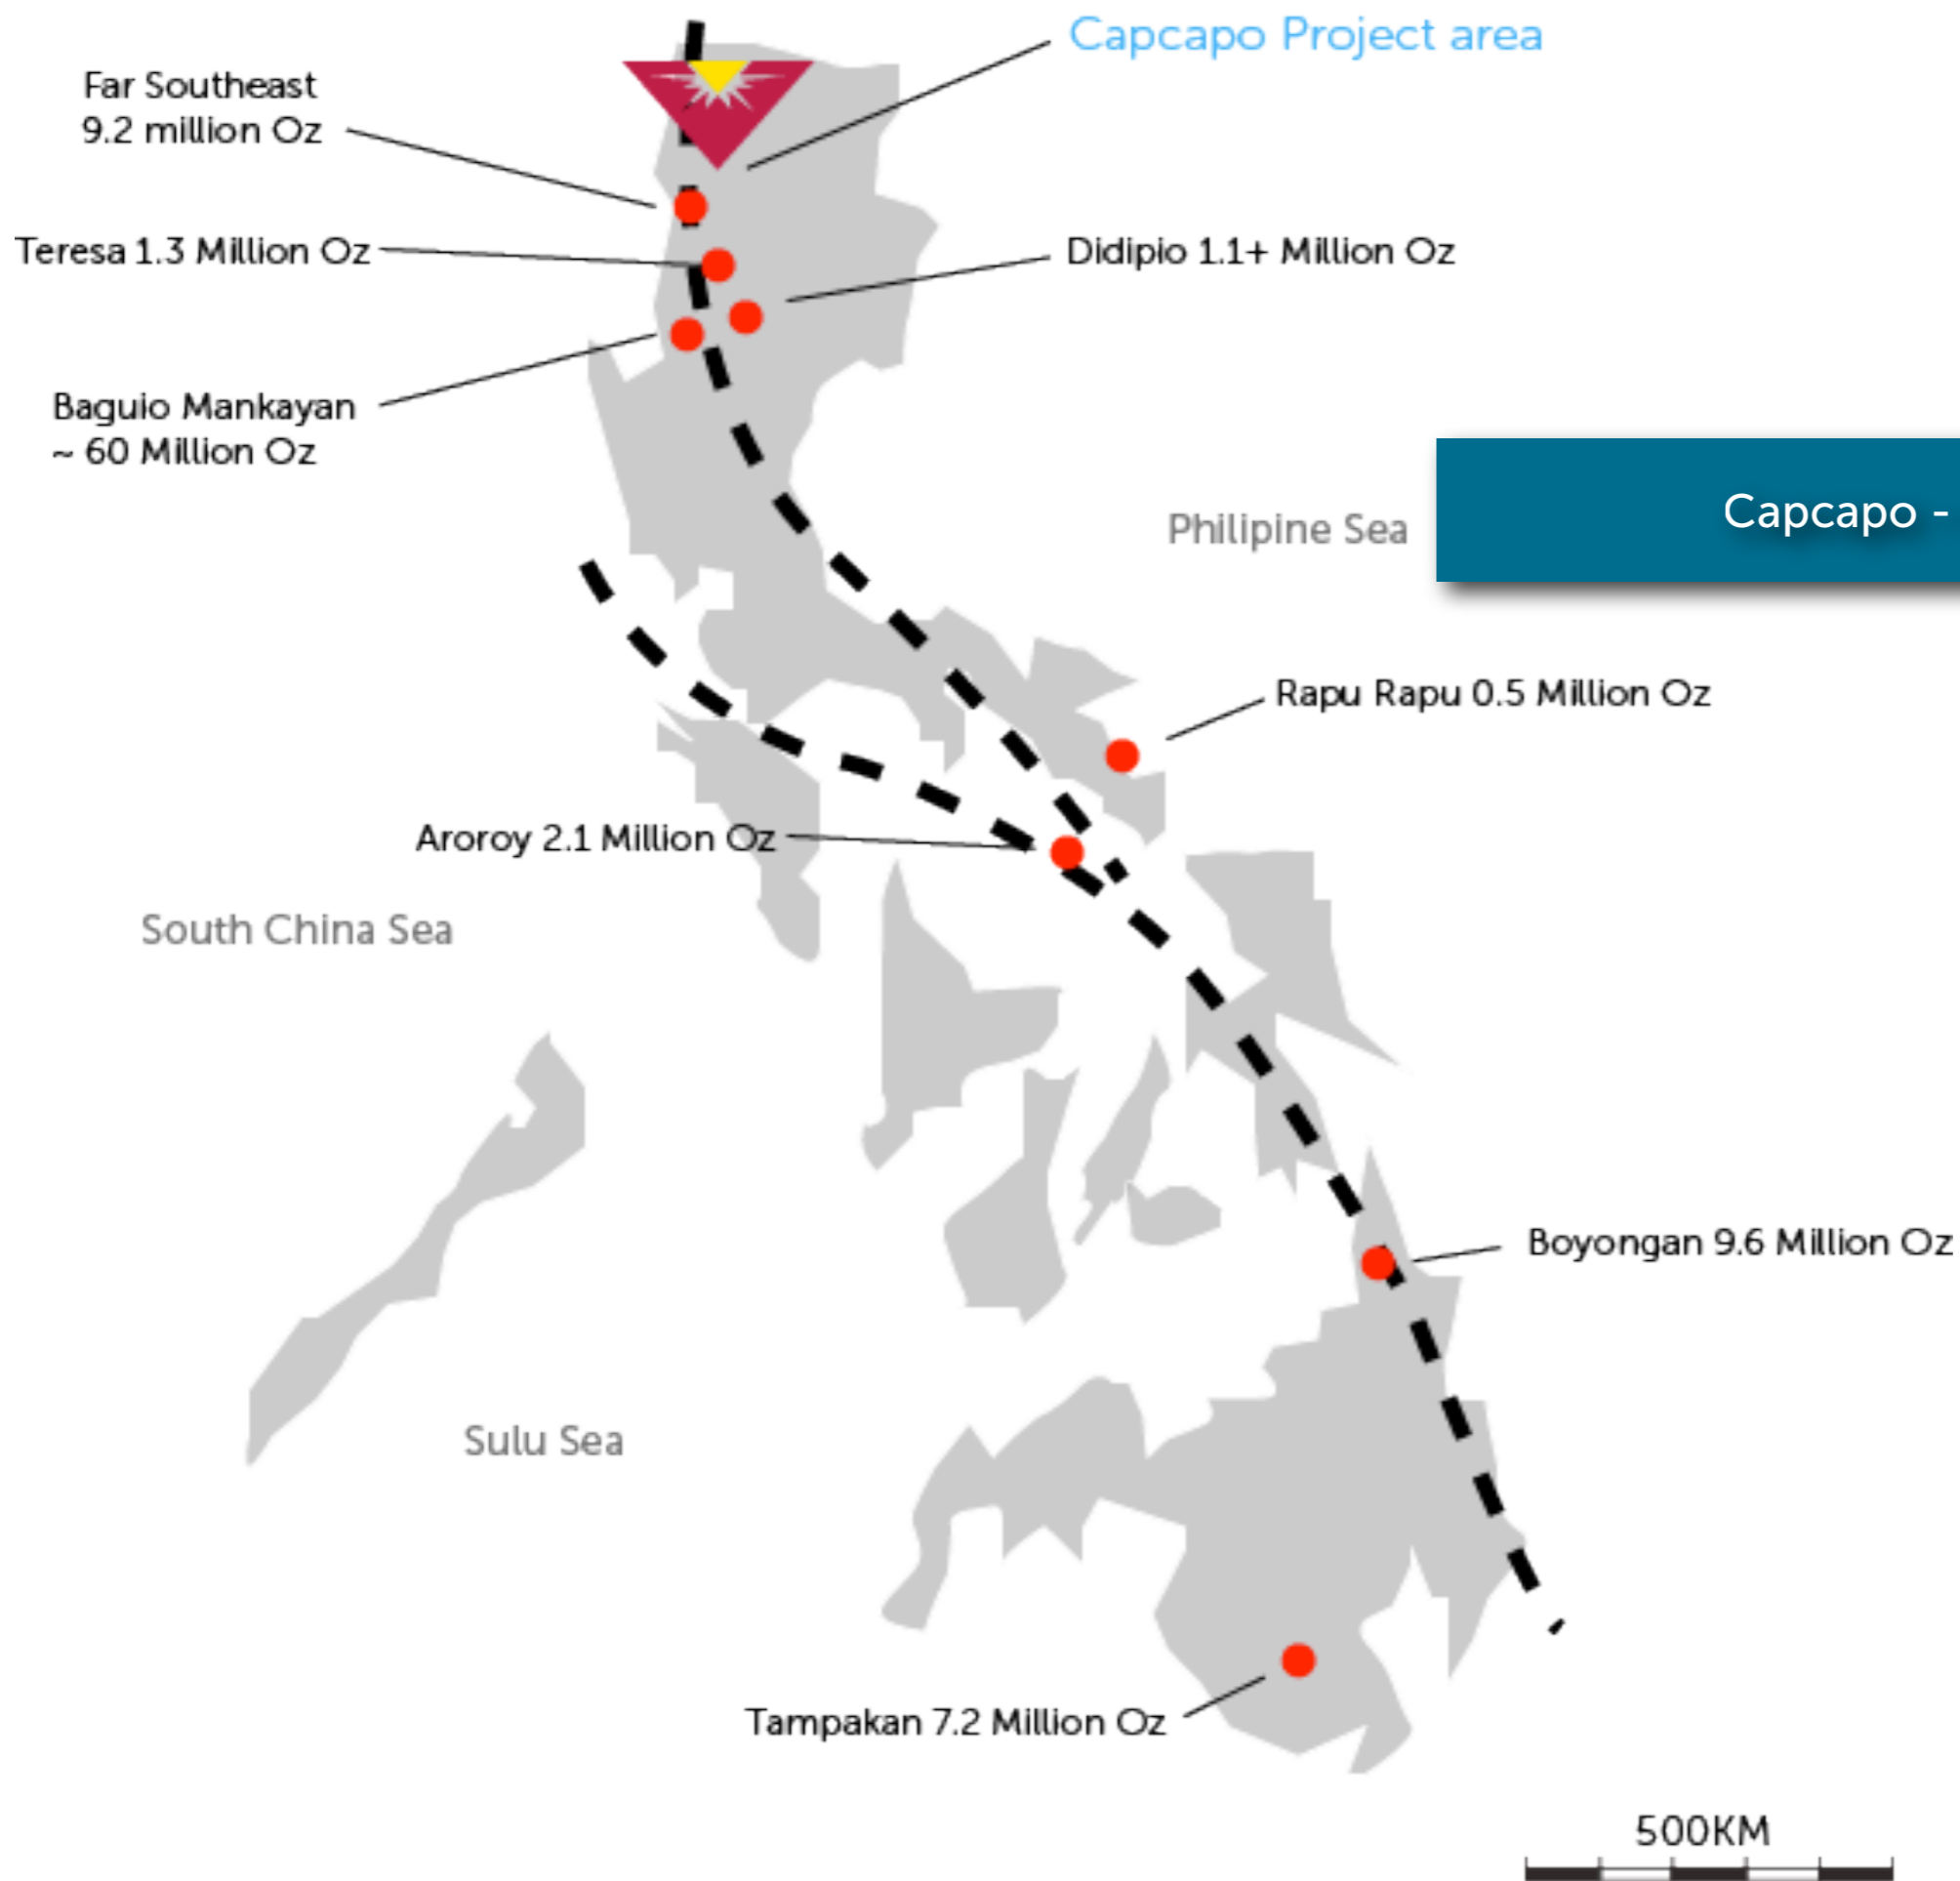 Capcapo Project area
Far Southeast
9.2 million Oz
Teresa 1.3 Million Oz
Didipio 1.1+ Million Oz
Baguio Mankayan
~ 60 Million Oz
Philipine Sea
Capcapo -
Rapu Rapu 0.5 Million Oz
Aroroy 2.1 Million Oz
South China Sea
Boyongan 9.6 Million Oz
Sulu Sea
Tampakan 7.2 Million Oz
500KM